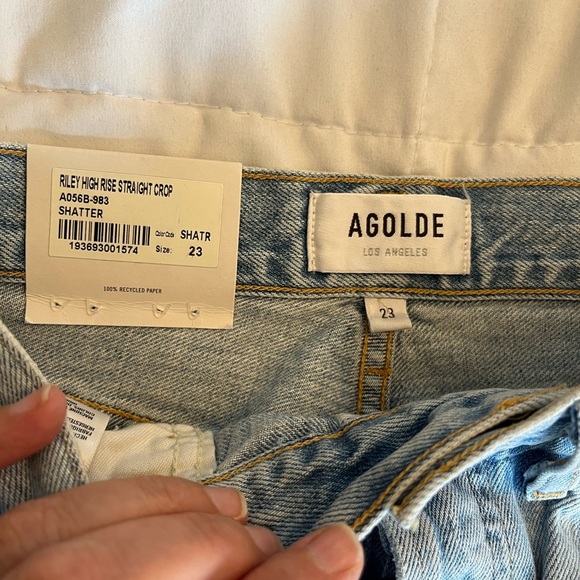 RILEY HIGH RISE STRAIGHT CROP
A056B-983
SHATTER
Color Code SHATR
193693001574 Size: 23
100% RECYCLED PAPER
AGOLDE
LOS ANGELES
23